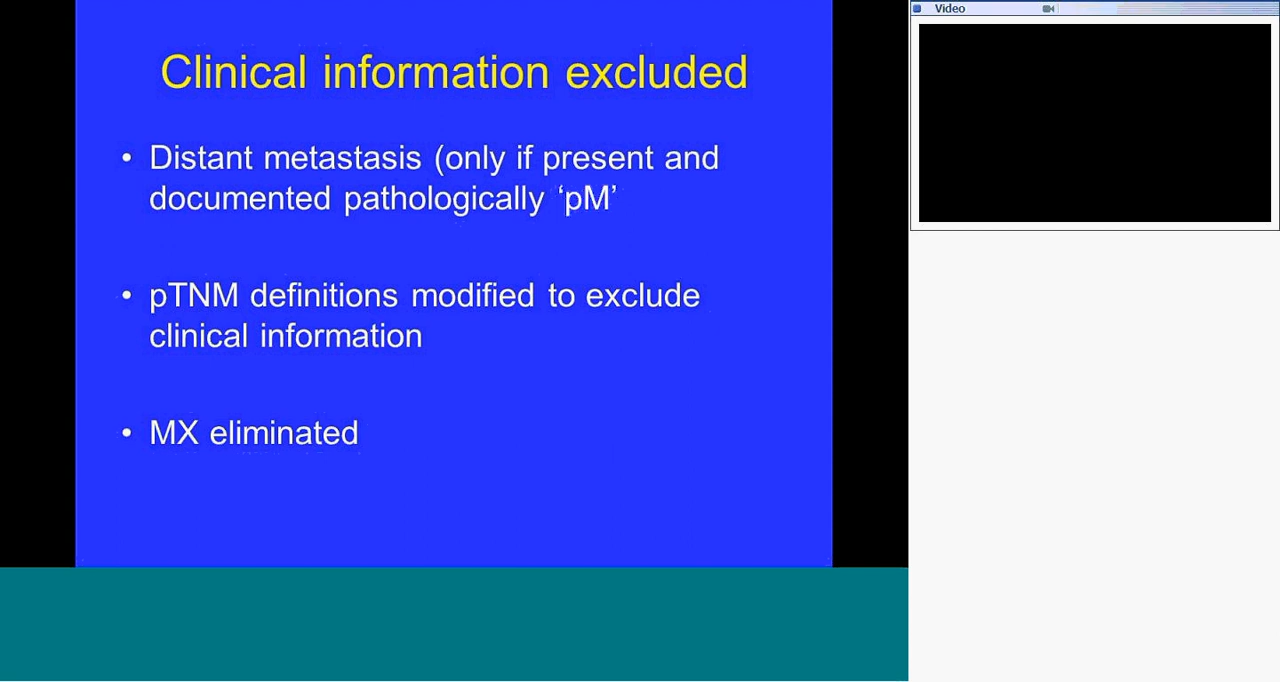 Video
Clinical information excluded
• Distant metastasis (only if present and
documented pathologically ‘pM’
• pTNM definitions modified to exclude
clinical information
• MX eliminated